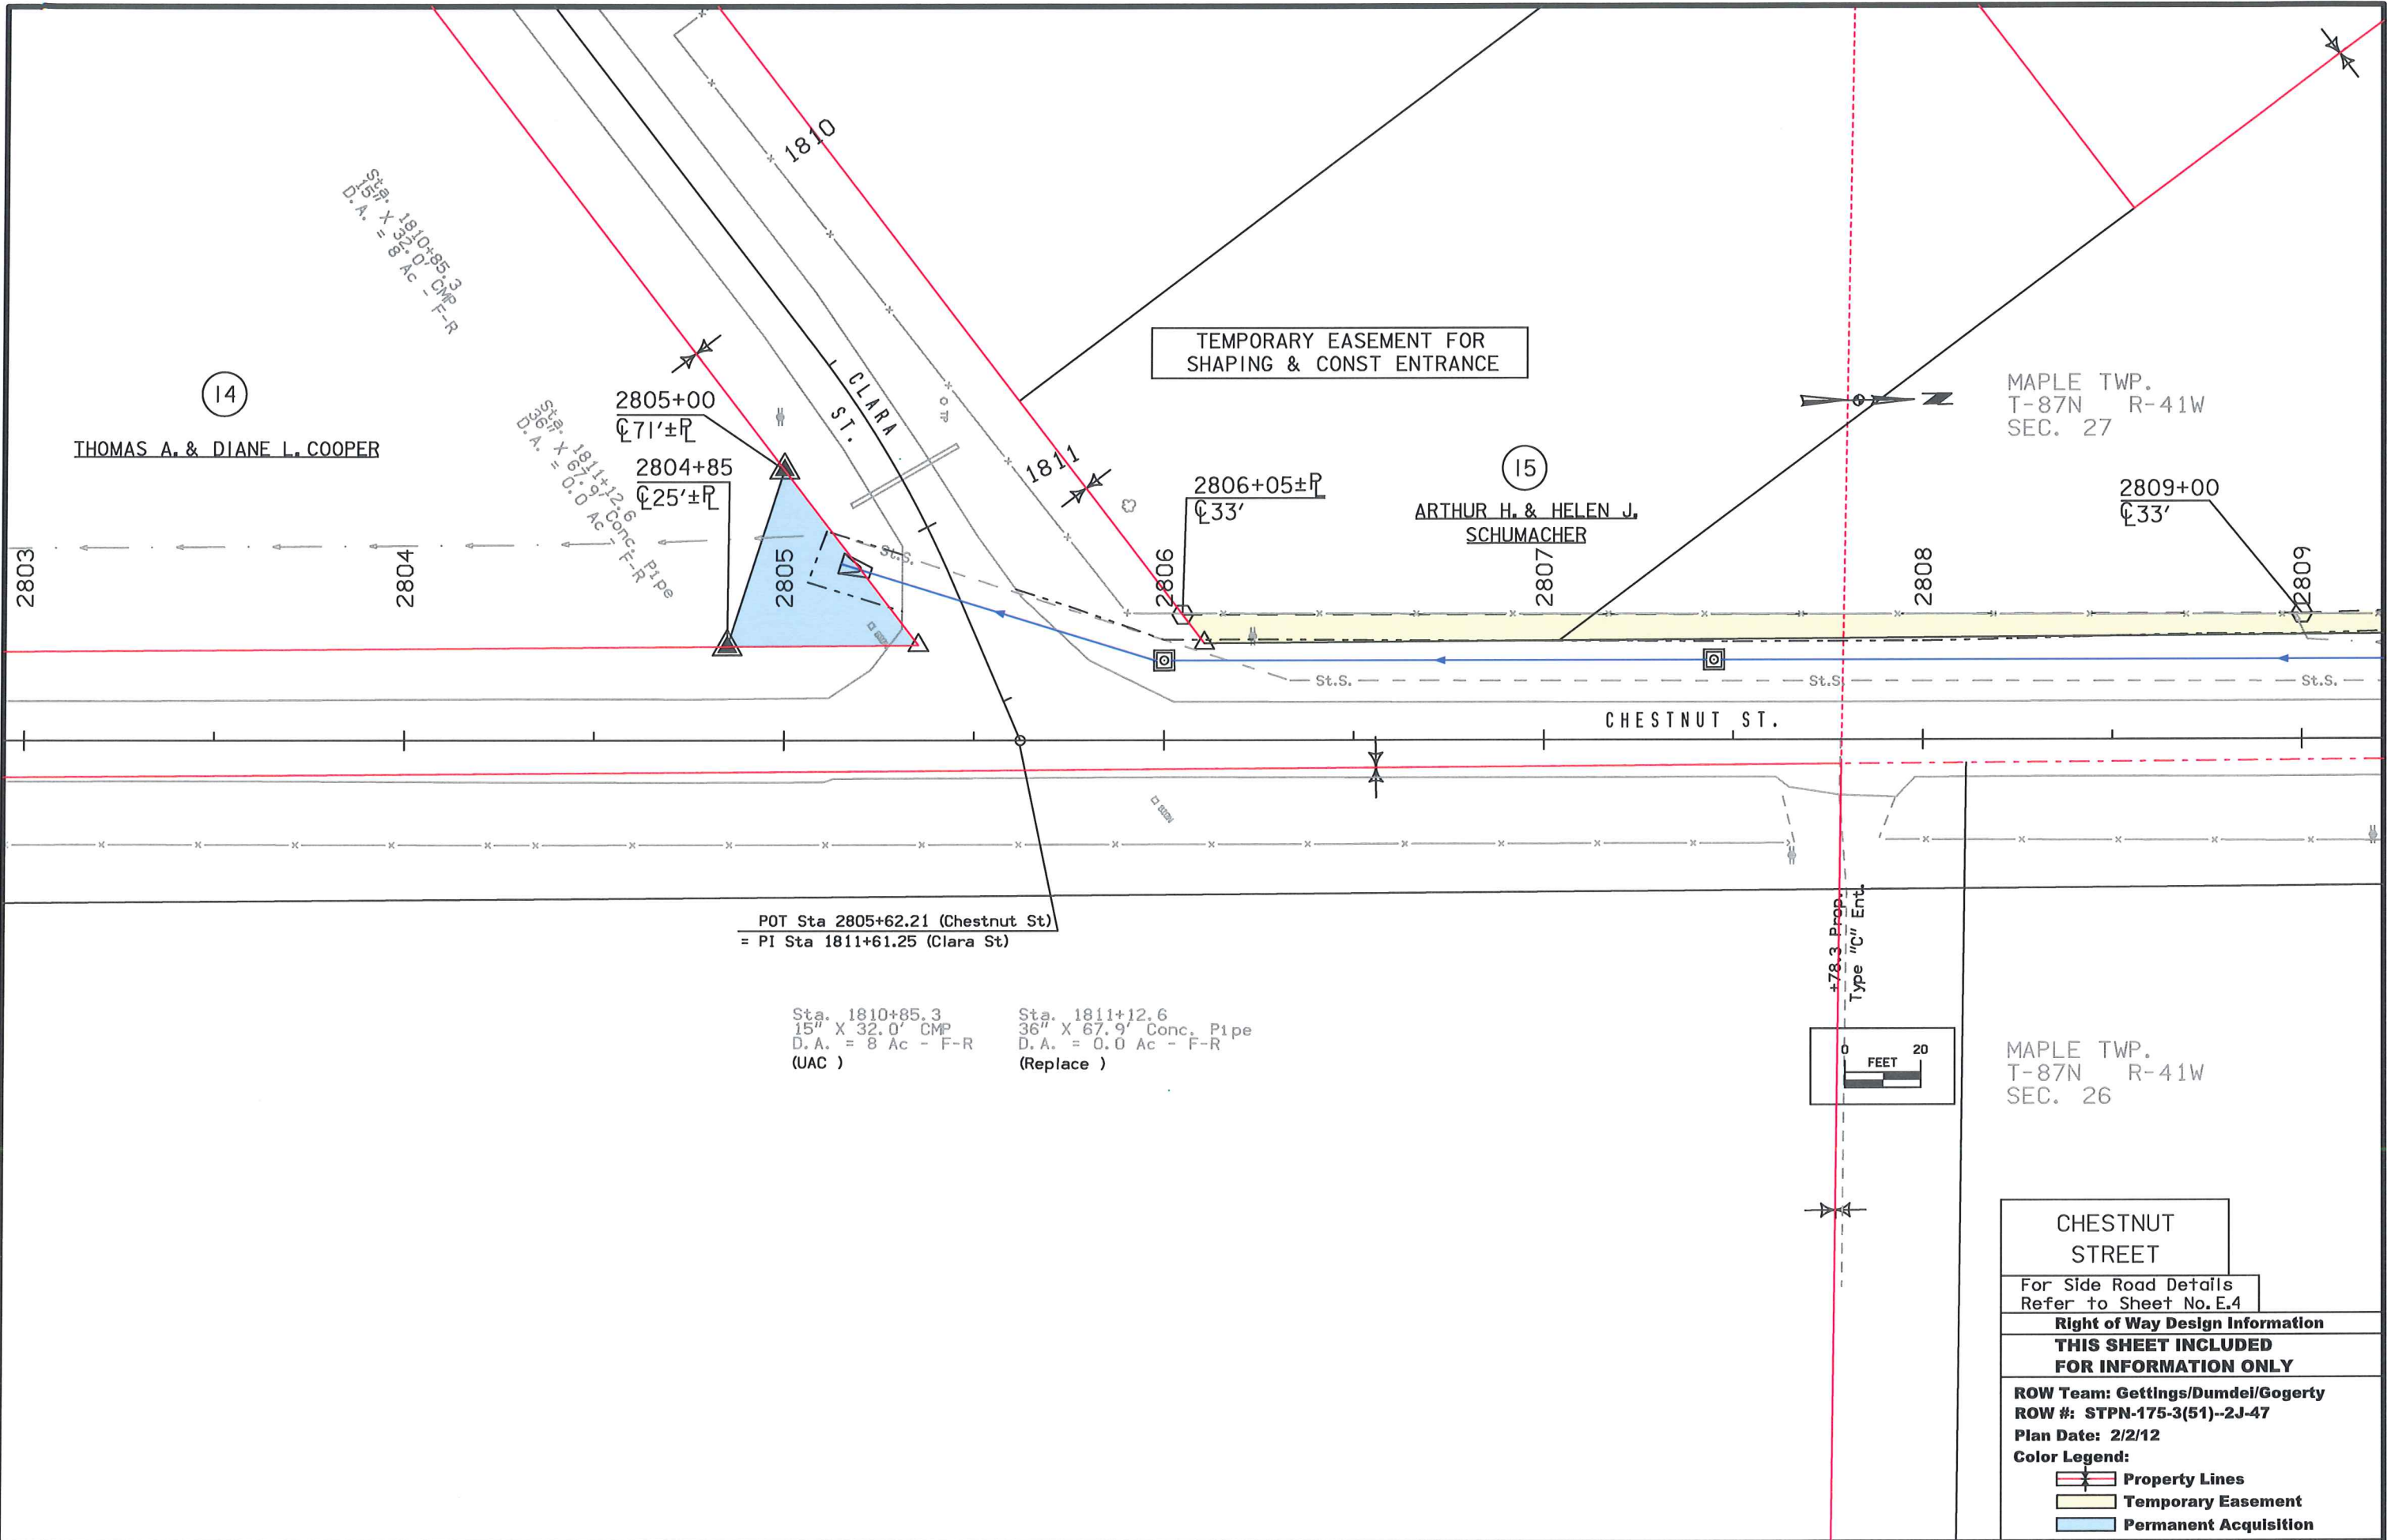 1810
Sta. 1810+85.3
15" X 32.0' CMP
D.A. = 8 Ac - F-R
TEMPORARY EASEMENT FOR
SHAPING & CONST ENTRANCE
CLARA
ST.
14
THOMAS A. & DIANE L. COOPER
Sta. 1811+12.6
36" X 67.9' Conc. Pipe
D.A. = 0.0 Ac - F-R
2805+00
℄71'±PL
2804+85
℄25'±PL
TP
1811
2806+05±PL
℄33'
15
ARTHUR H. & HELEN J.
SCHUMACHER
N
MAPLE TWP.
T-87N R-41W
SEC. 27
2809+00
℄33'
2803
2804
2805
2806
2807
2808
2809
St.S.
St.S.
St.S.
St.S.
CHESTNUT ST.
POT Sta 2805+62.21 (Chestnut St)
= PI Sta 1811+61.25 (Clara St)
+78.3 Prop.
Type "C" Ent.
Sta. 1810+85.3
15" X 32.0' CMP
D.A. = 8 Ac - F-R
(UAC )
Sta. 1811+12.6
36" X 67.9' Conc. Pipe
D.A. = 0.0 Ac - F-R
(Replace )
0 20
FEET
MAPLE TWP.
T-87N R-41W
SEC. 26
CHESTNUT
STREET
For Side Road Details
Refer to Sheet No. E.4
Right of Way Design Information
THIS SHEET INCLUDED
FOR INFORMATION ONLY
ROW Team: Gettings/Dumdei/Gogerty
ROW #: STPN-175-3(51)--2J-47
Plan Date: 2/2/12
Color Legend:
Property Lines
Temporary Easement
Permanent Acquisition